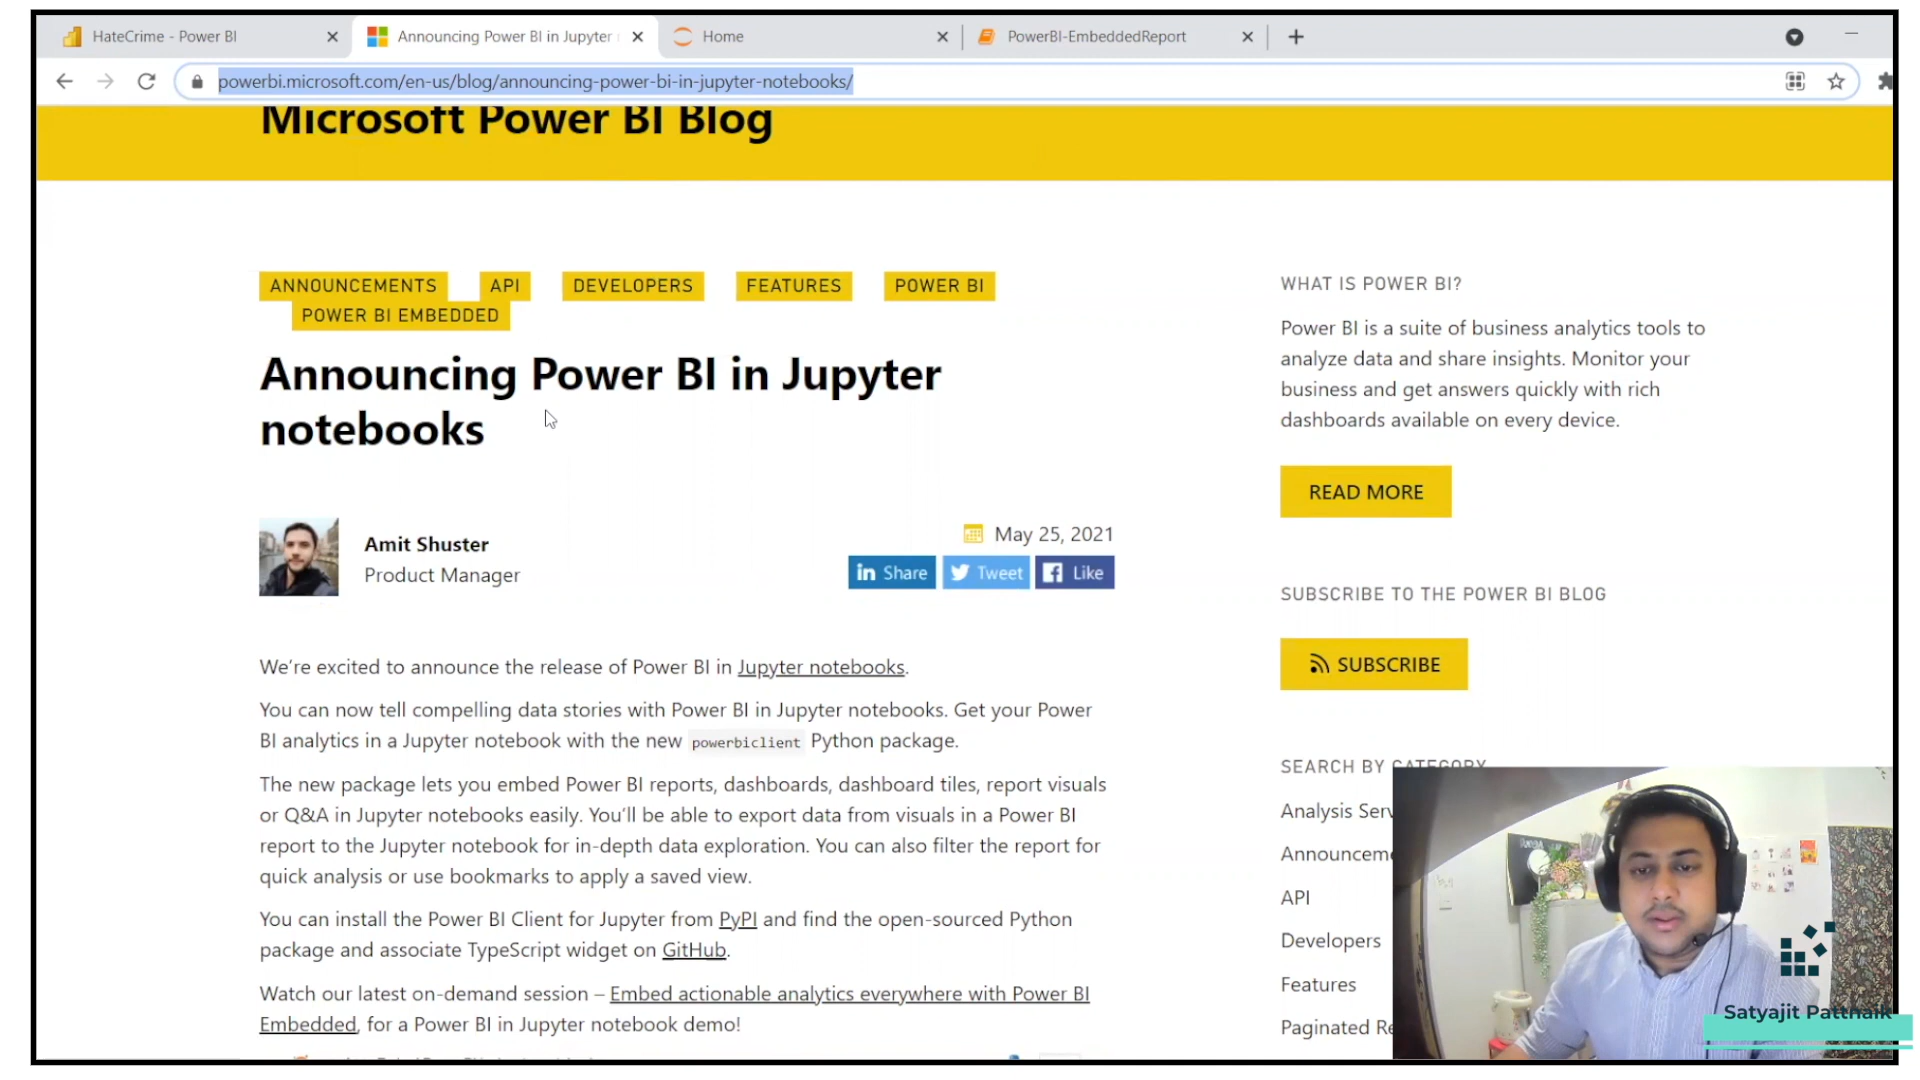 HateCrime - Power BI
Announcing Power BI in Jupyter
Home
PowerBI-EmbeddedReport
powerbi.microsoft.com/en-us/blog/announcing-power-bi-in-jupyter-notebooks/
Microsoft Power BI Blog
ANNOUNCEMENTS API DEVELOPERS FEATURES POWER BI
POWER BI EMBEDDED
Announcing Power BI in Jupyter
notebooks
Amit Shuster
Product Manager
May 25, 2021
in Share Tweet Like
We're excited to announce the release of Power BI in Jupyter notebooks.
You can now tell compelling data stories with Power BI in Jupyter notebooks. Get your Power
BI analytics in a Jupyter notebook with the new powerbiclient Python package.
The new package lets you embed Power BI reports, dashboards, dashboard tiles, report visuals
or Q&A in Jupyter notebooks easily. You'll be able to export data from visuals in a Power BI
report to the Jupyter notebook for in-depth data exploration. You can also filter the report for
quick analysis or use bookmarks to apply a saved view.
You can install the Power BI Client for Jupyter from PyPI and find the open-sourced Python
package and associate TypeScript widget on GitHub.
Watch our latest on-demand session – Embed actionable analytics everywhere with Power BI
Embedded, for a Power BI in Jupyter notebook demo!
WHAT IS POWER BI?
Power BI is a suite of business analytics tools to
analyze data and share insights. Monitor your
business and get answers quickly with rich
dashboards available on every device.
READ MORE
SUBSCRIBE TO THE POWER BI BLOG
SUBSCRIBE
SEARCH BY CATEGORY
Analysis Serv
Announceme
API
Developers
Features
Paginated Re
Satyajit Pattnaik